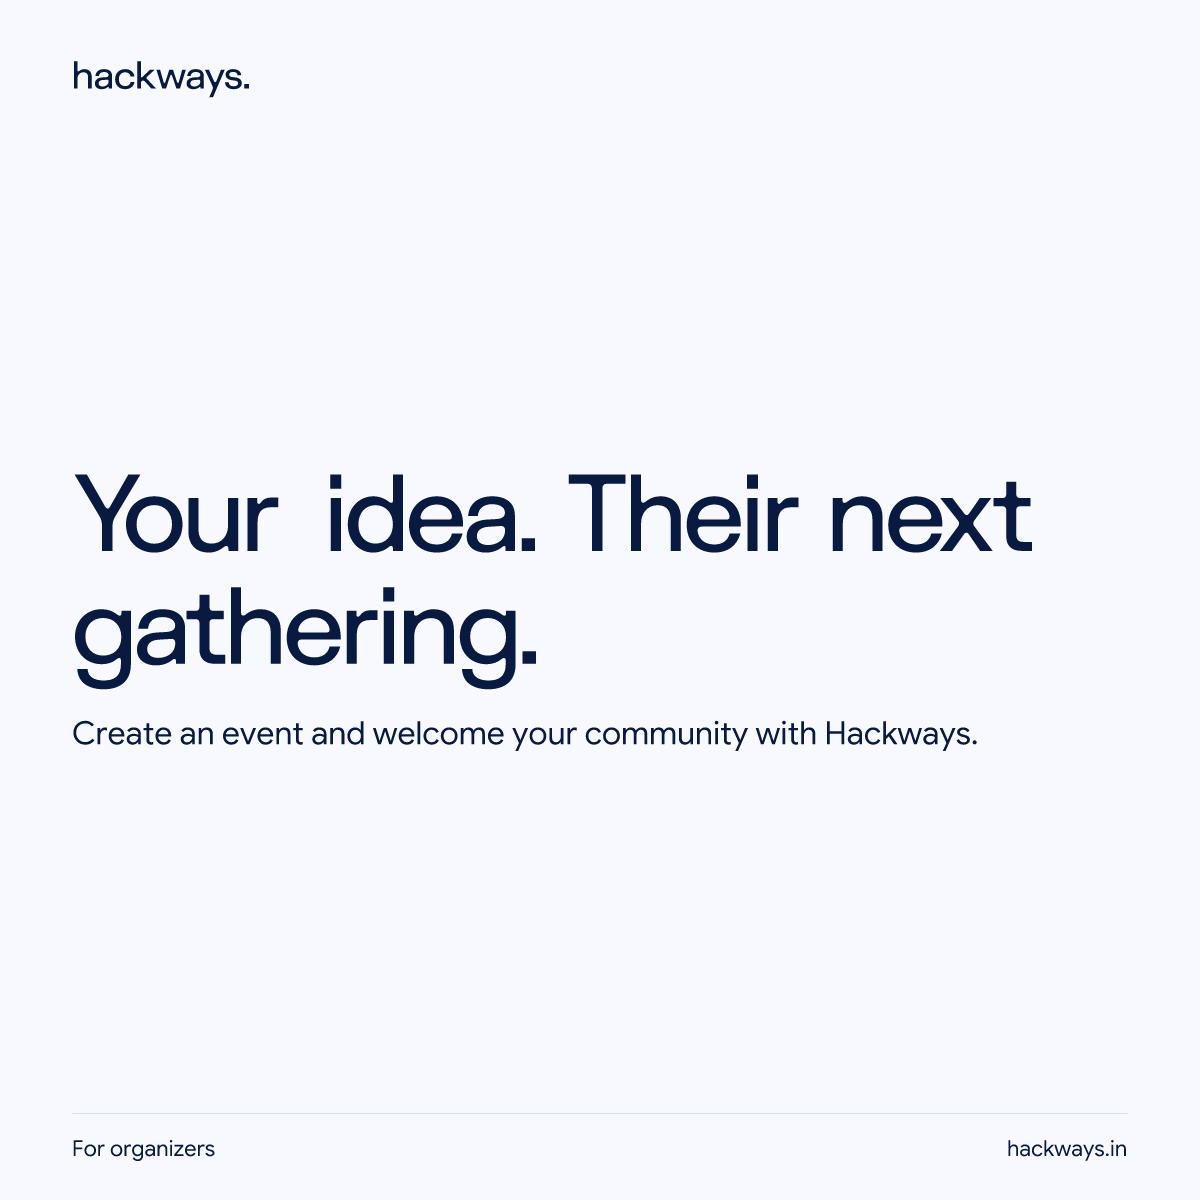 hackways.
Your  idea. Their next
gathering.
Create an event and welcome your community with Hackways.
For organizers
hackways.in